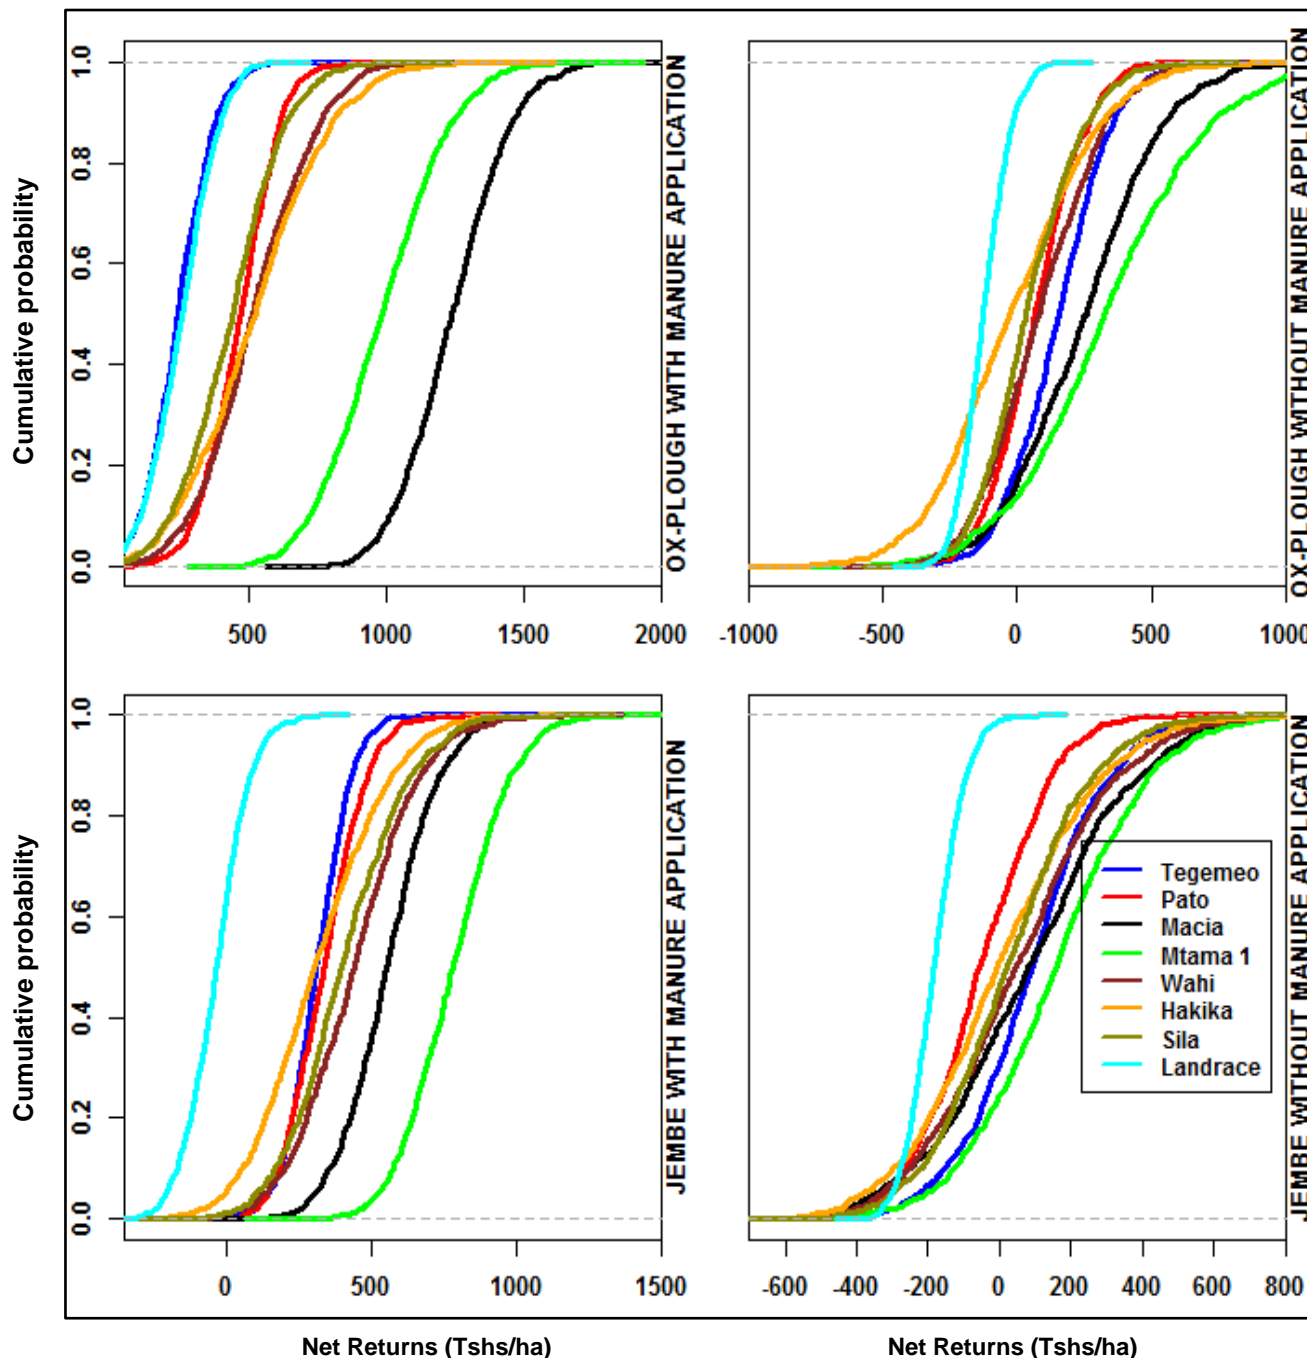 Cumulative probability
0.0 0.2 0.4 0.6 0.8 1.0
500 1000 1500 2000
OX-PLOUGH WITH MANURE APPLICATION
-1000 -500 0 500 1000
OX-PLOUGH WITHOUT MANURE APPLICATION
Cumulative probability
0.0 0.2 0.4 0.6 0.8 1.0
0 500 1000 1500
JEMBE WITH MANURE APPLICATION
-600 -400 -200 0 200 400 600 800
JEMBE WITHOUT MANURE APPLICATION
Tegemeo
Pato
Macia
Mtama 1
Wahi
Hakika
Sila
Landrace
Net Returns (Tshs/ha)
Net Returns (Tshs/ha)